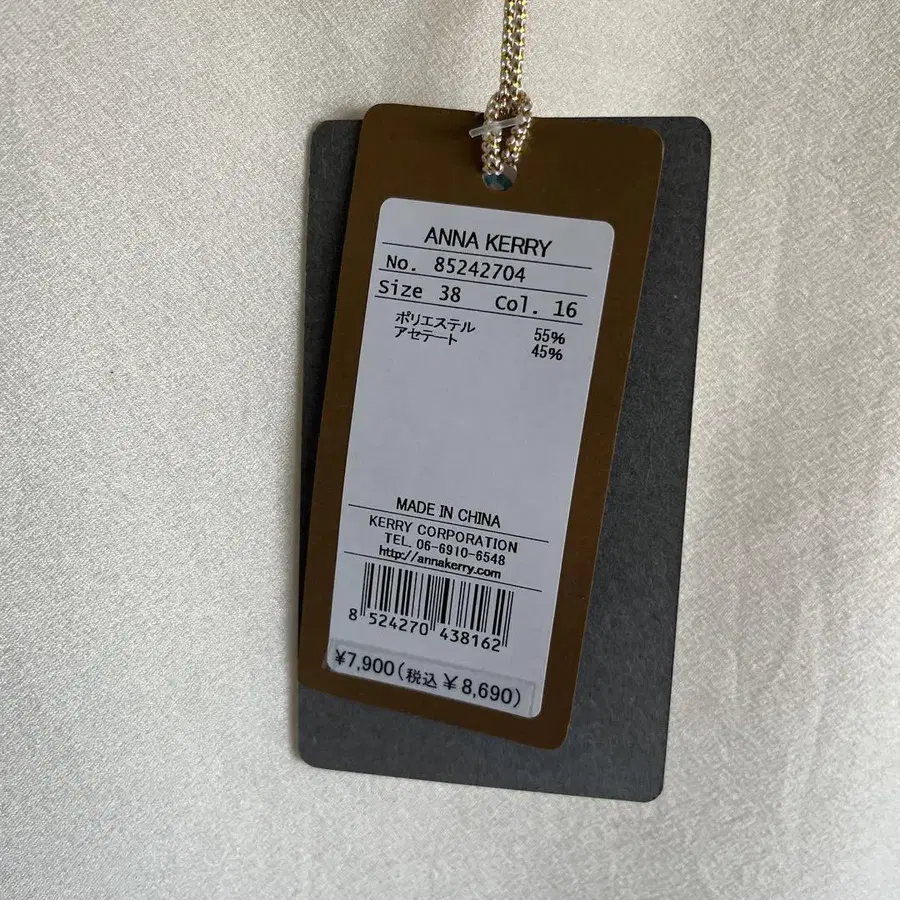 ANNA KERRY
No. 85242704
Size 38 Col. 16
ポリエステル 55%
アセテート 45%
MADE IN CHINA
KERRY CORPORATION
TEL. 06-6910-6548
http://annakerry.com
8 524270 438162
¥7,900(税込 ¥8,690)